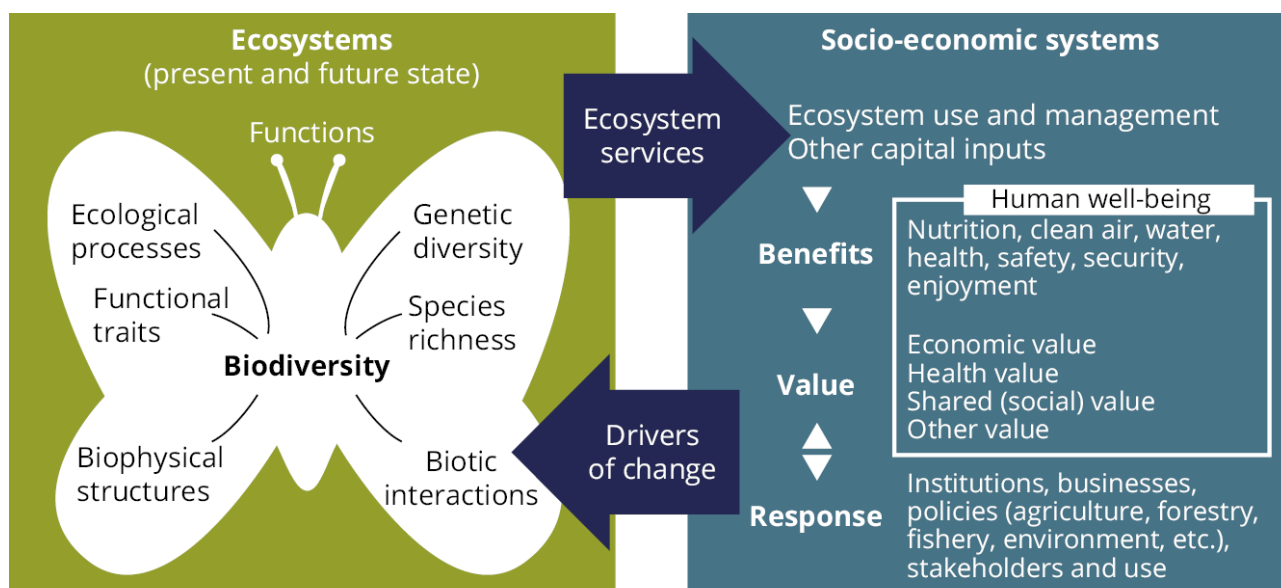 Ecosystems
(present and future state)
Functions
Ecological
processes
Genetic
diversity
Functional
traits
Species
richness
Biodiversity
Biophysical
structures
Biotic
interactions
Ecosystem
services
Drivers
of change
Socio-economic systems
Ecosystem use and management
Other capital inputs
Human well-being
Benefits
Nutrition, clean air, water,
health, safety, security,
enjoyment
Value
Economic value
Health value
Shared (social) value
Other value
Response
Institutions, businesses,
policies (agriculture, forestry,
fishery, environment, etc.),
stakeholders and use